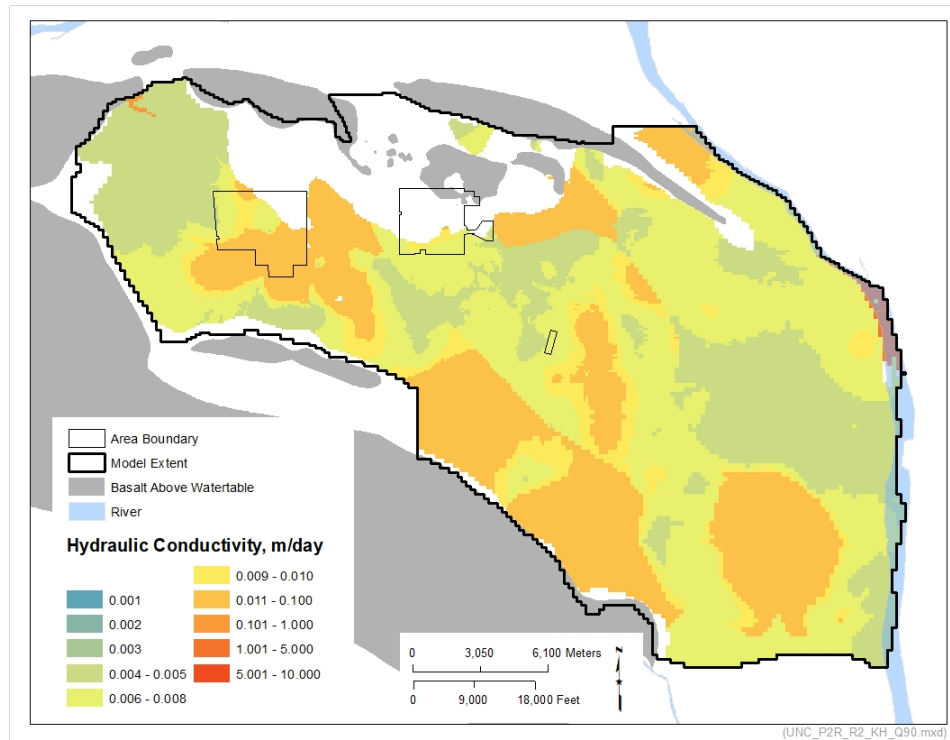 Area Boundary
Model Extent
Basalt Above Watertable
River
Hydraulic Conductivity, m/day
0.001
0.002
0.003
0.004 - 0.005
0.006 - 0.008
0.009 - 0.010
0.011 - 0.100
0.101 - 1.000
1.001 - 5.000
5.001 - 10.000
0 3,050 6,100 Meters
0 9,000 18,000 Feet
N
(UNC_P2R_R2_KH_Q90.mxd)